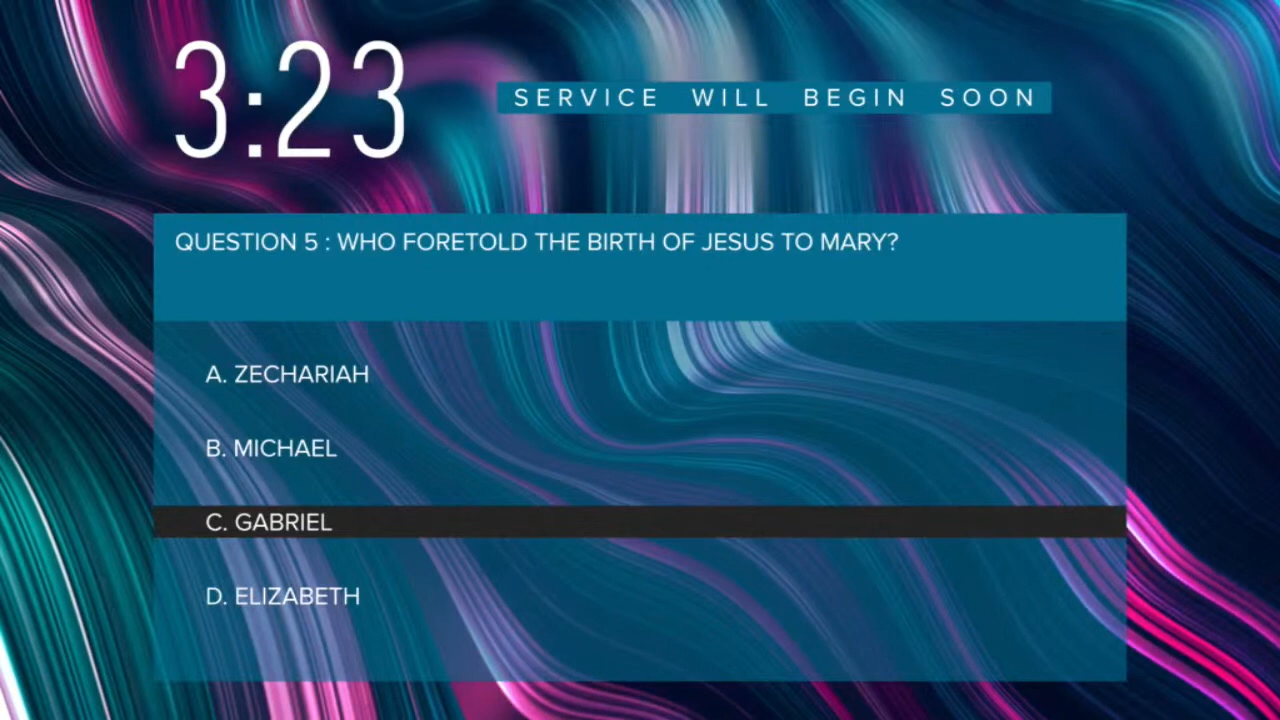 3:23
SERVICE WILL BEGIN SOON
QUESTION 5 : WHO FORETOLD THE BIRTH OF JESUS TO MARY?
A. ZECHARIAH
B. MICHAEL
C. GABRIEL
D. ELIZABETH